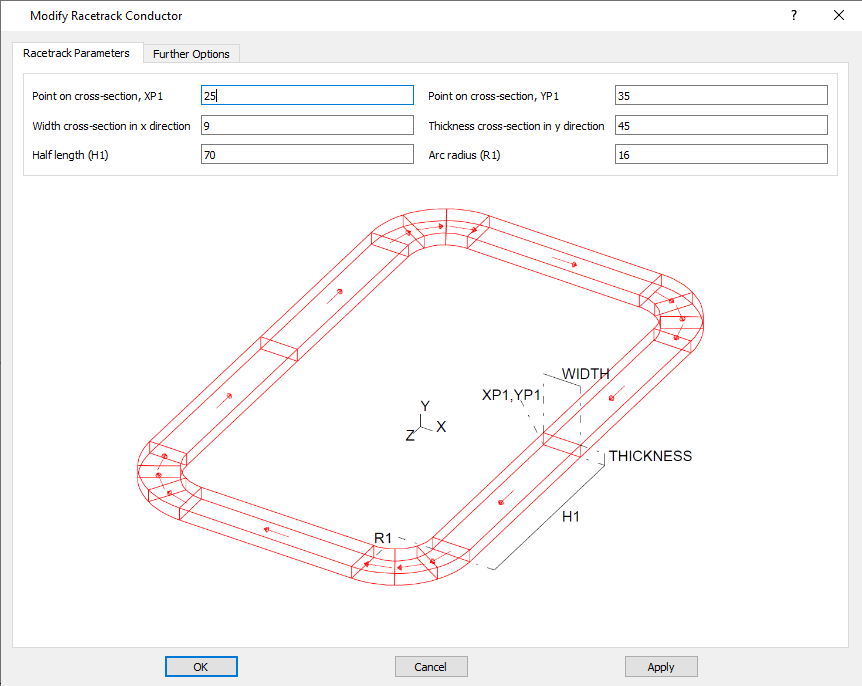 Modify Racetrack Conductor ?
Racetrack Parameters Further Options
Point on cross-section, XP1 25 Point on cross-section, YP1 35
Width cross-section in x direction 9 Thickness cross-section in y direction 45
Half length (H1) 70 Arc radius (R1) 16
WIDTH
XP1,YP1
Y
X
Z
THICKNESS
H1
R1
OK Cancel Apply